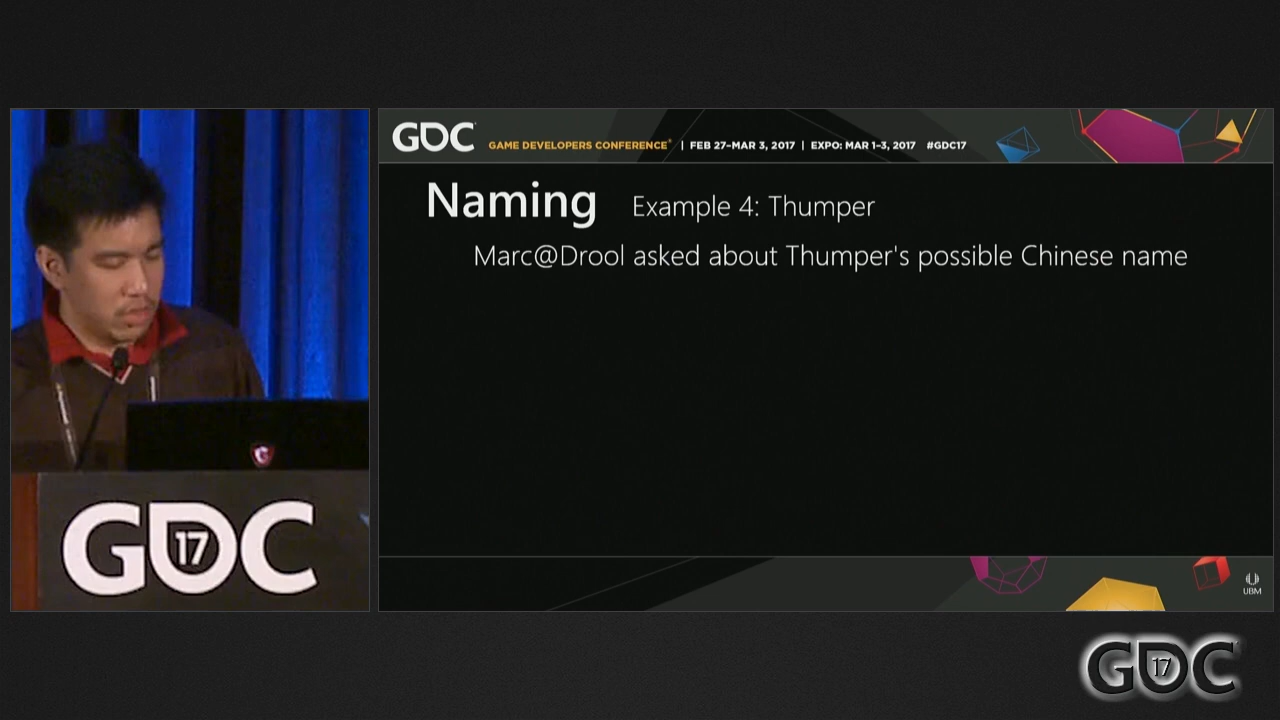 GDC
GAME DEVELOPERS CONFERENCE® | FEB 27–MAR 3, 2017 | EXPO: MAR 1–3, 2017 #GDC17
Naming Example 4: Thumper
Marc@Drool asked about Thumper's possible Chinese name
GDC
17
UBM
GDC
17